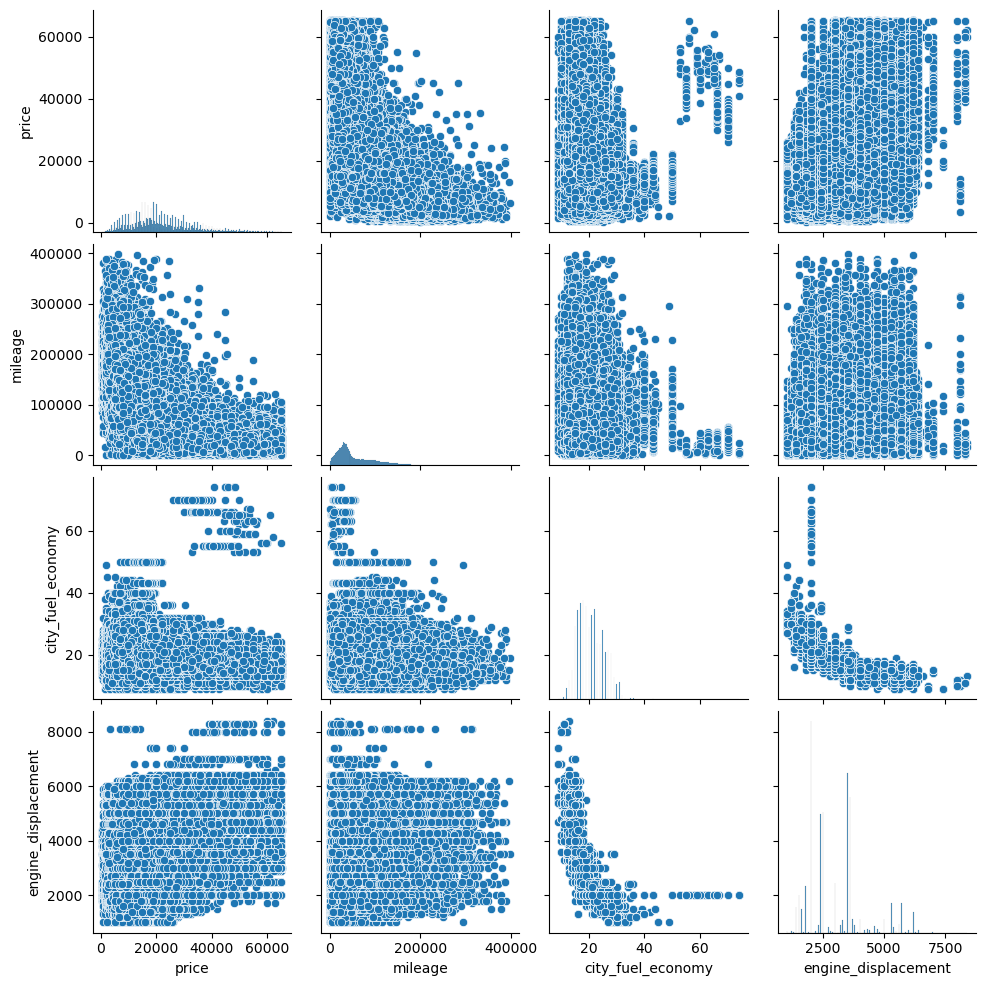 60000
40000
20000
0
price
400000
300000
200000
100000
0
mileage
60
40
20
city_fuel_economy
8000
6000
4000
2000
engine_displacement
0 20000 40000 60000
0 200000 400000
20 40 60
2500 5000 7500
price mileage city_fuel_economy engine_displacement